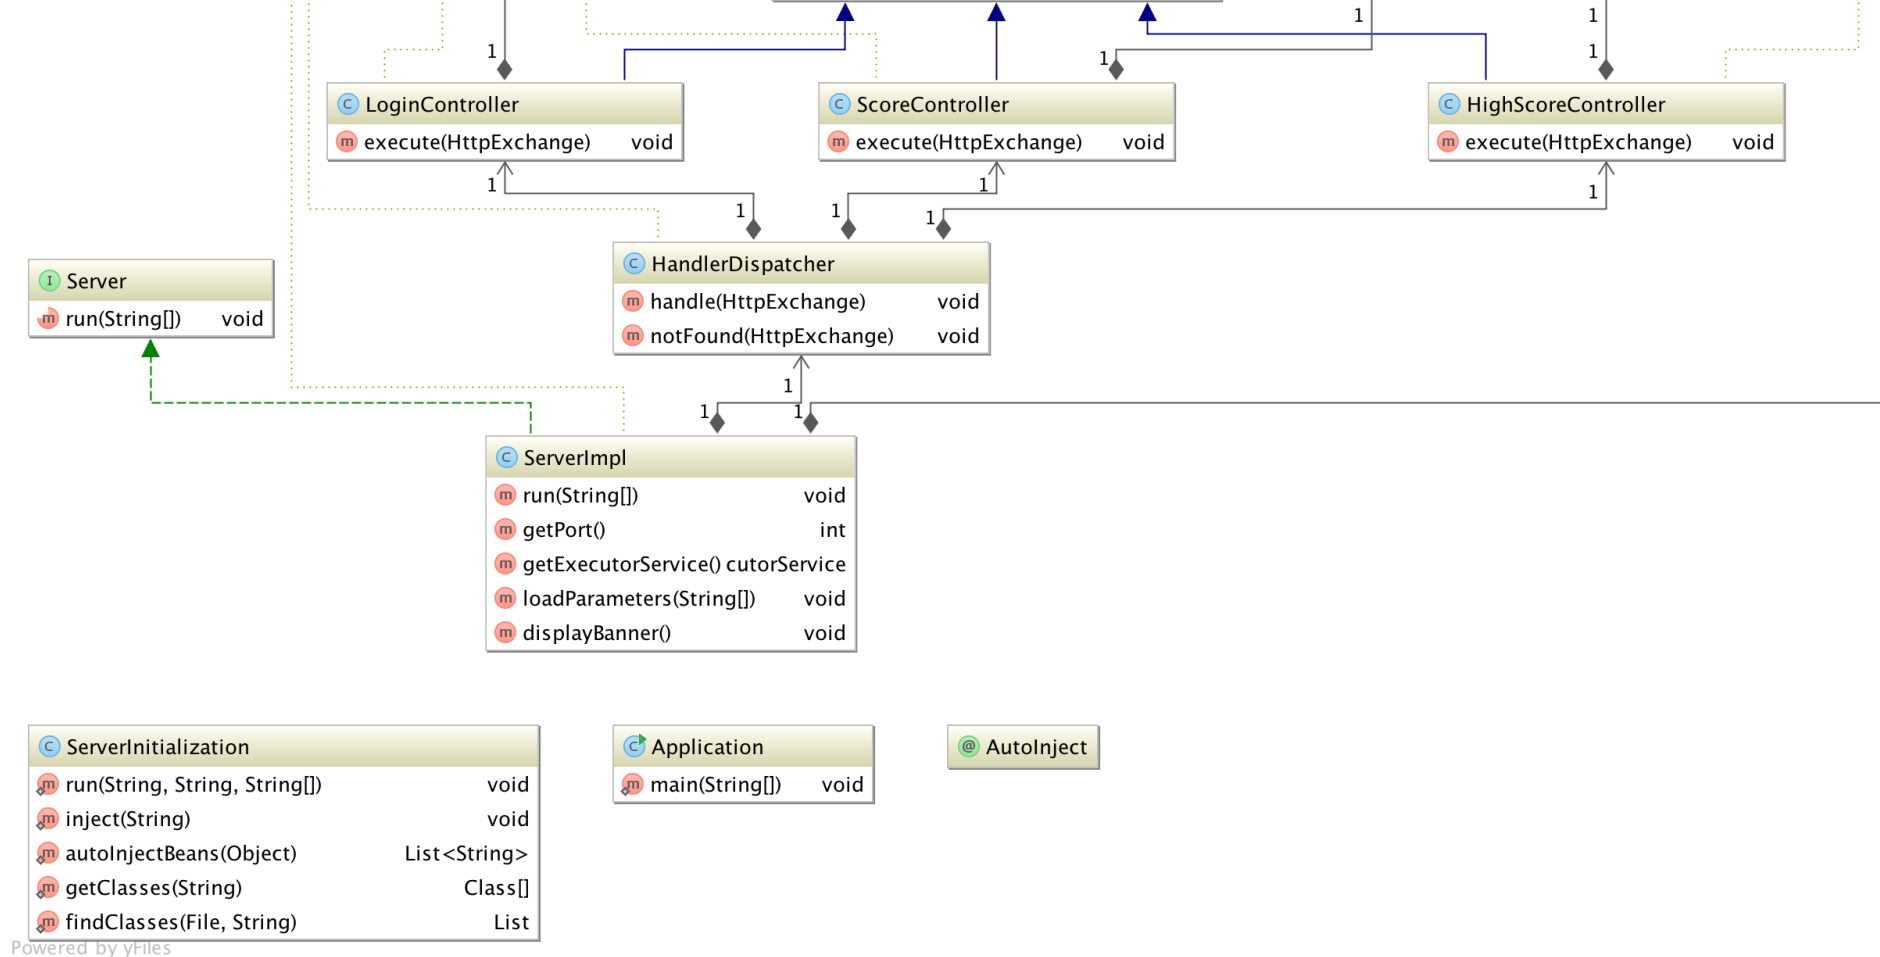 1
1
1
1
1
LoginController
execute(HttpExchange) void
ScoreController
execute(HttpExchange) void
HighScoreController
execute(HttpExchange) void
1
1
1
1
1
1
Server
run(String[]) void
HandlerDispatcher
handle(HttpExchange) void
notFound(HttpExchange) void
1
1
1
ServerImpl
run(String[]) void
getPort() int
getExecutorService() cutorService
loadParameters(String[]) void
displayBanner() void
ServerInitialization
run(String, String, String[]) void
inject(String) void
autoInjectBeans(Object) List<String>
getClasses(String) Class[]
findClasses(File, String) List
Application
main(String[]) void
AutoInject
Powered by yFiles